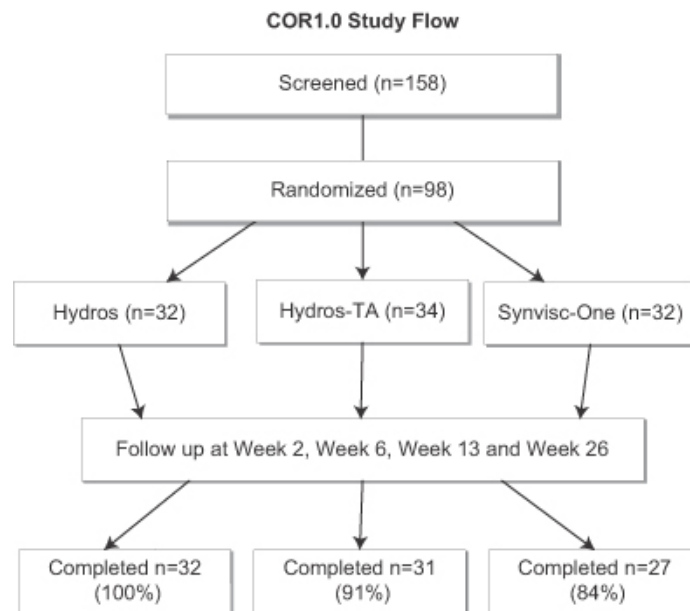 COR1.0 Study Flow
Screened (n=158)
Randomized (n=98)
Hydros (n=32)
Hydros-TA (n=34)
Synvisc-One (n=32)
Follow up at Week 2, Week 6, Week 13 and Week 26
Completed n=32
(100%)
Completed n=31
(91%)
Completed n=27
(84%)